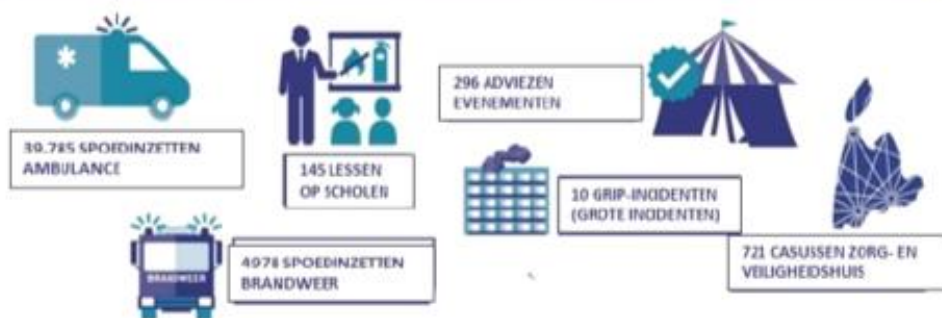 39.785 SPOEDINZETTEN
AMBULANCE
145 LESSEN
OP SCHOLEN
296 ADVIEZEN
EVENEMENTEN
10 GRIP-INCIDENTEN
(GROTE INCIDENTEN)
721 CASUSSEN ZORG- EN
VEILIGHEIDSHUIS
BRANDWEER
4978 SPOEDINZETTEN
BRANDWEER